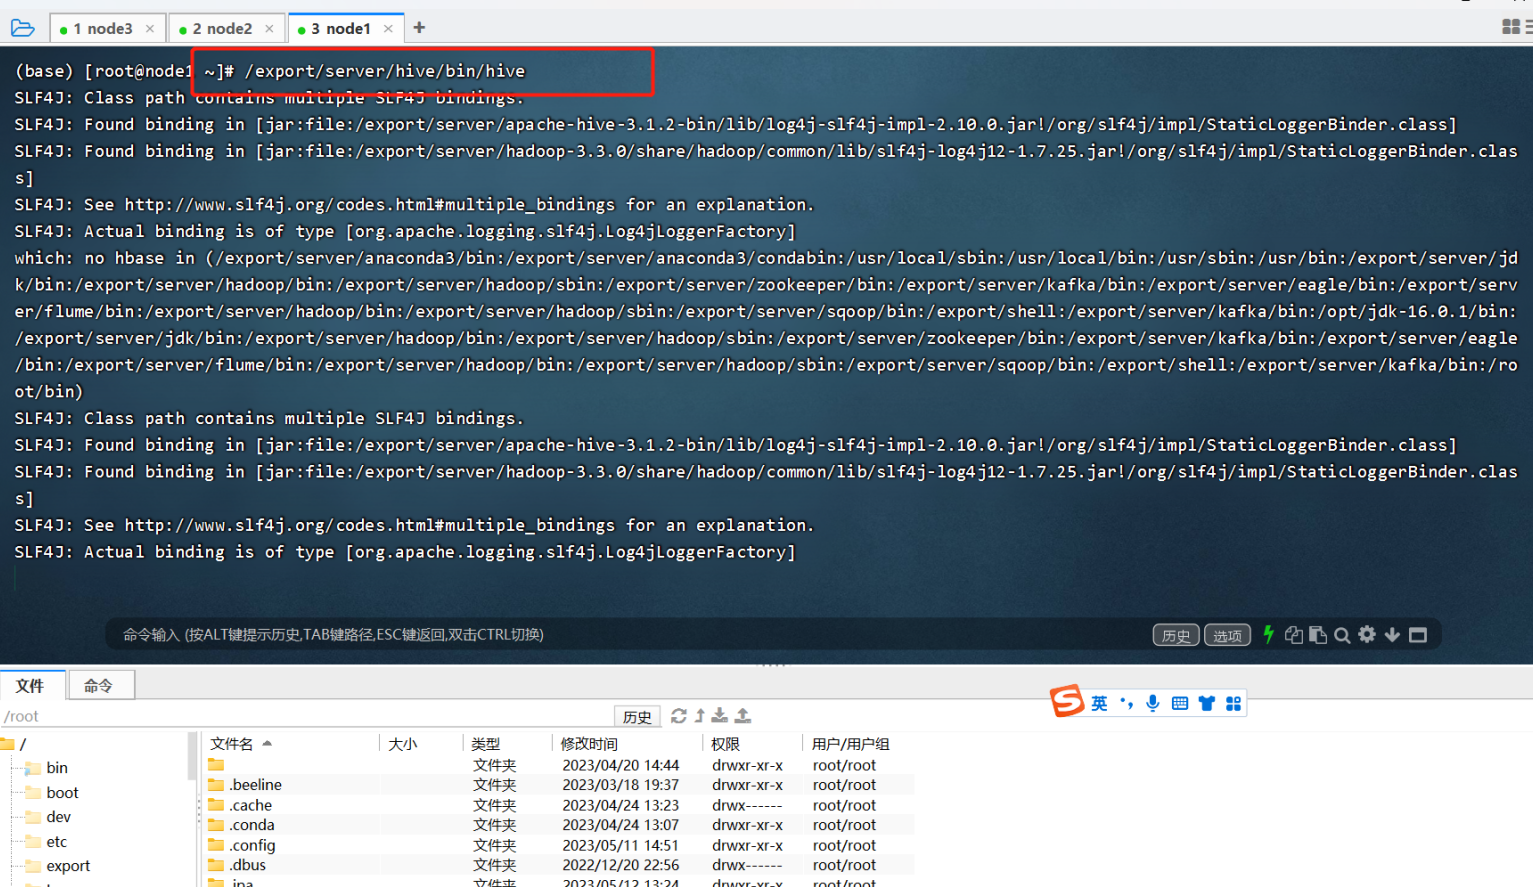 1 node3 ×
2 node2 ×
3 node1 ×
+
(base) [root@node1 ~]# /export/server/hive/bin/hive
SLF4J: Class path contains multiple SLF4J bindings.
SLF4J: Found binding in [jar:file:/export/server/apache-hive-3.1.2-bin/lib/log4j-slf4j-impl-2.10.0.jar!/org/slf4j/impl/StaticLoggerBinder.class]
SLF4J: Found binding in [jar:file:/export/server/hadoop-3.3.0/share/hadoop/common/lib/slf4j-log4j12-1.7.25.jar!/org/slf4j/impl/StaticLoggerBinder.clas
s]
SLF4J: See http://www.slf4j.org/codes.html#multiple_bindings for an explanation.
SLF4J: Actual binding is of type [org.apache.logging.slf4j.Log4jLoggerFactory]
which: no hbase in (/export/server/anaconda3/bin:/export/server/anaconda3/condabin:/usr/local/sbin:/usr/local/bin:/usr/sbin:/usr/bin:/export/server/jd
k/bin:/export/server/hadoop/bin:/export/server/hadoop/sbin:/export/server/zookeeper/bin:/export/server/kafka/bin:/export/server/eagle/bin:/export/serv
er/flume/bin:/export/server/hadoop/bin:/export/server/hadoop/sbin:/export/server/sqoop/bin:/export/shell:/export/server/kafka/bin:/opt/jdk-16.0.1/bin:
/export/server/jdk/bin:/export/server/hadoop/bin:/export/server/hadoop/sbin:/export/server/zookeeper/bin:/export/server/kafka/bin:/export/server/eagle
/bin:/export/server/flume/bin:/export/server/hadoop/bin:/export/server/hadoop/sbin:/export/server/sqoop/bin:/export/shell:/export/server/kafka/bin:/ro
ot/bin)
SLF4J: Class path contains multiple SLF4J bindings.
SLF4J: Found binding in [jar:file:/export/server/apache-hive-3.1.2-bin/lib/log4j-slf4j-impl-2.10.0.jar!/org/slf4j/impl/StaticLoggerBinder.class]
SLF4J: Found binding in [jar:file:/export/server/hadoop-3.3.0/share/hadoop/common/lib/slf4j-log4j12-1.7.25.jar!/org/slf4j/impl/StaticLoggerBinder.clas
s]
SLF4J: See http://www.slf4j.org/codes.html#multiple_bindings for an explanation.
SLF4J: Actual binding is of type [org.apache.logging.slf4j.Log4jLoggerFactory]
命令输入 (按ALT键提示历史,TAB键路径,ESC键返回,双击CTRL切换) 历史 选项
文件 命令
S 英
/root 历史
/
bin
boot
dev
etc
export
文件名 大小 类型 修改时间 权限 用户/用户组
文件夹 2023/04/20 14:44 drwxr-xr-x root/root
.beeline 文件夹 2023/03/18 19:37 drwxr-xr-x root/root
.cache 文件夹 2023/04/24 13:23 drwx------ root/root
.conda 文件夹 2023/04/24 13:07 drwxr-xr-x root/root
.config 文件夹 2023/05/11 14:51 drwxr-xr-x root/root
.dbus 文件夹 2022/12/20 22:56 drwx------ root/root
文件夹 2023/05/12 13:24 drwxr-xr-x root/root